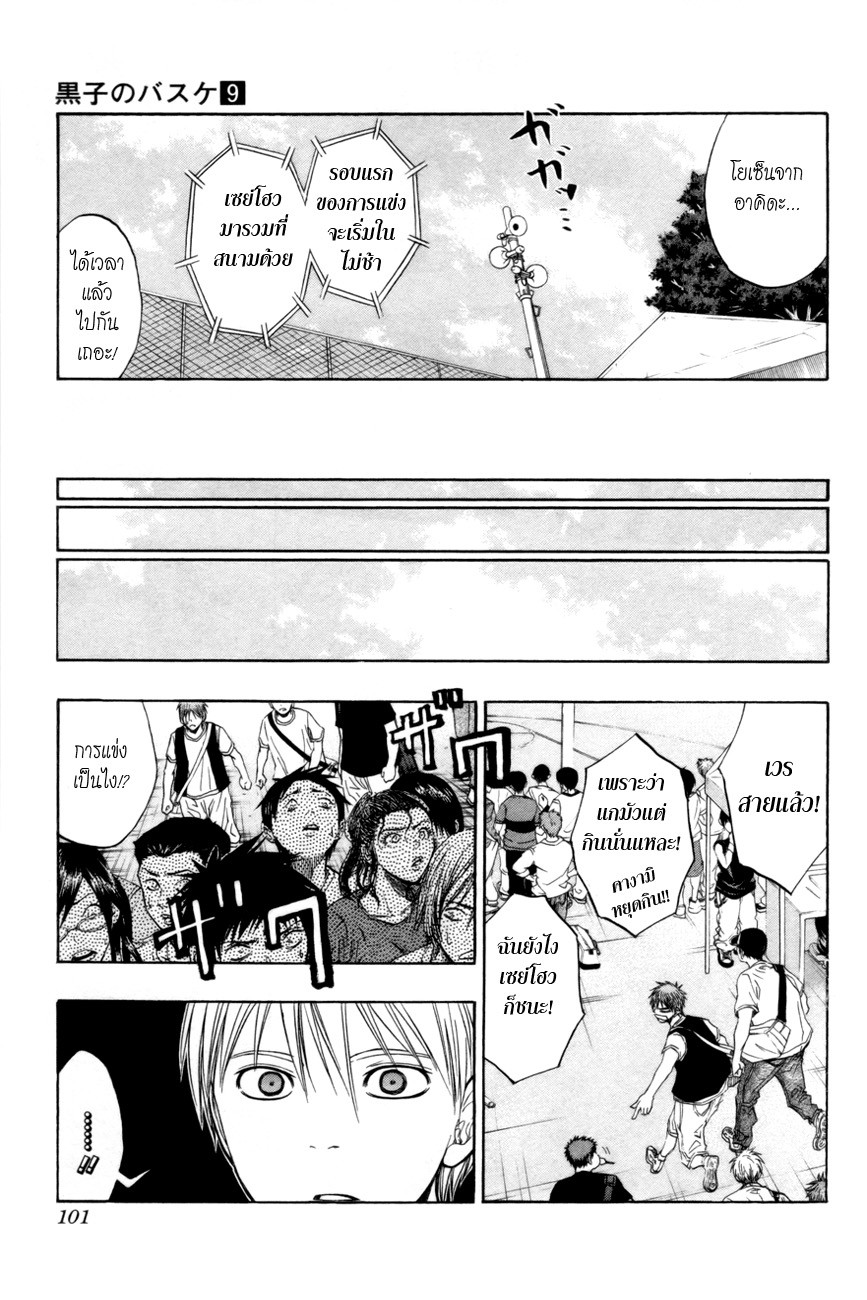 黒子のバスケ9
โยเซ็นจาก
อาคิตะ...
ガガ
รอบแรก
ของการแข่ง
จะเริ่มใน
ไม่ช้า
เซย์โฮว
มารวมที่
สนามด้วย
ได้เวลา
แล้ว
ไปกัน
เถอะ!
เวร
สายแล้ว!
เพราะว่า
แกมัวแต่
กินนั่นแหละ!
คางามิ
หยุดกิน!!
ฉันยังไง
เซย์โฮว
ก็ชนะ!
ザワ
ザワ
การแข่ง
เป็นไง!?
......!!
101